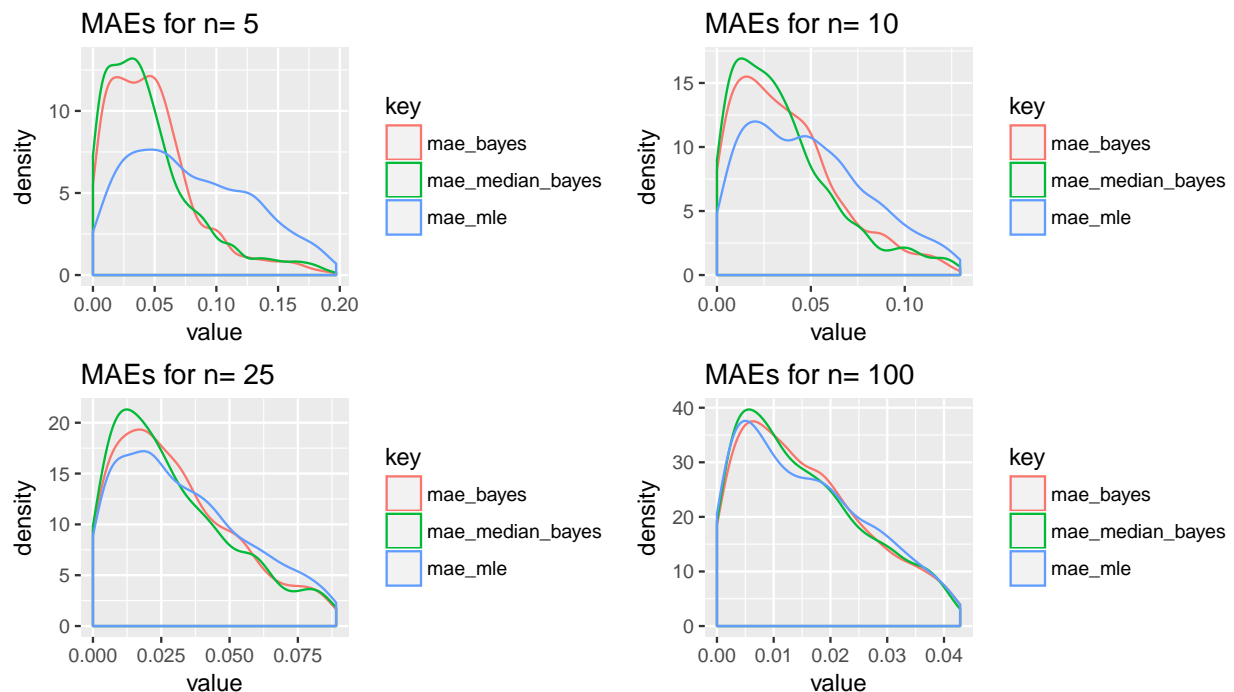 MAEs for n= 5
density
10
5
0
0.00 0.05 0.10 0.15 0.20
value
key
mae_bayes
mae_median_bayes
mae_mle
MAEs for n= 10
density
15
10
5
0
0.00 0.05 0.10
value
key
mae_bayes
mae_median_bayes
mae_mle
MAEs for n= 25
density
20
15
10
5
0
0.000 0.025 0.050 0.075
value
key
mae_bayes
mae_median_bayes
mae_mle
MAEs for n= 100
density
40
30
20
10
0
0.00 0.01 0.02 0.03 0.04
value
key
mae_bayes
mae_median_bayes
mae_mle